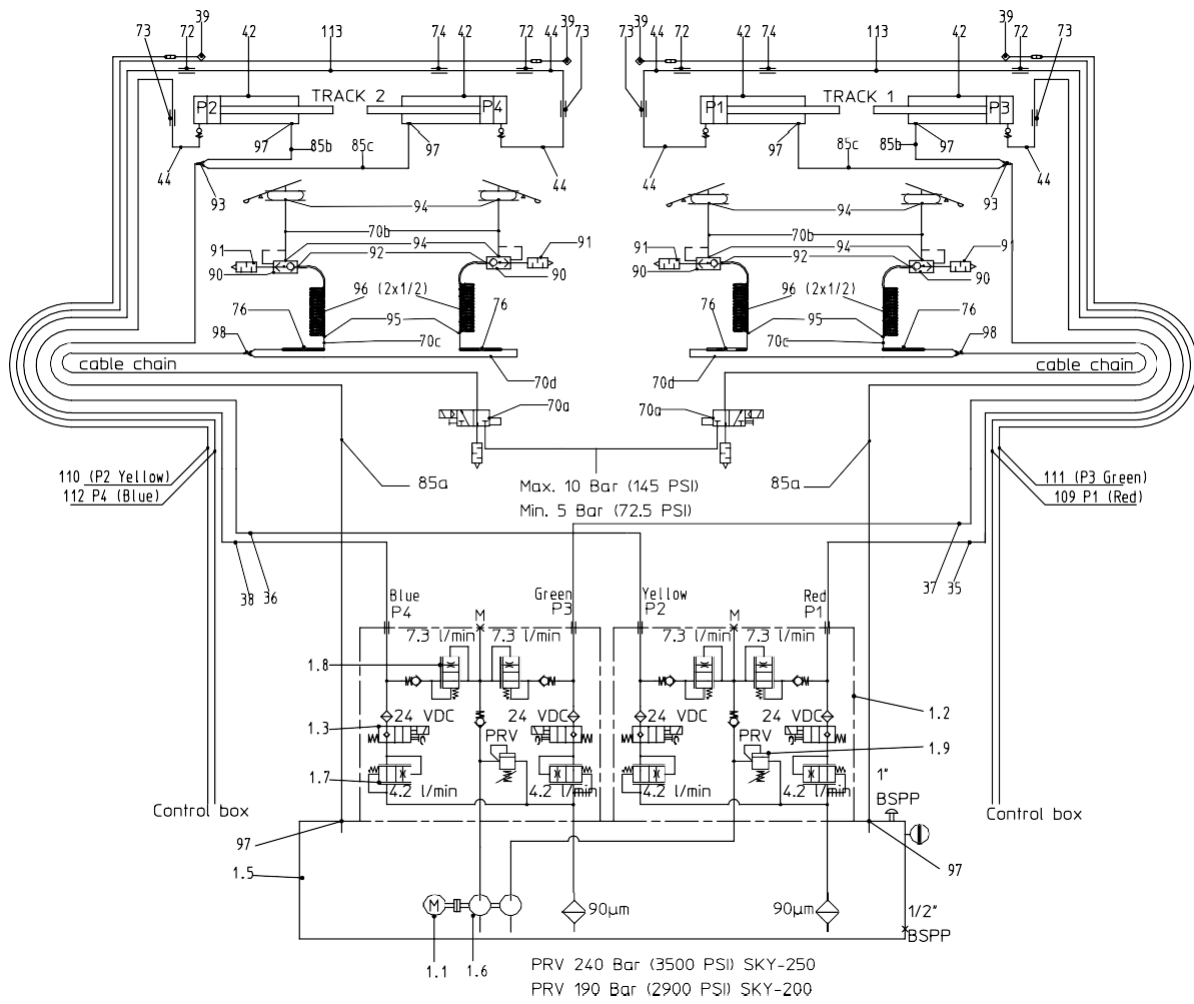 73 39 72 42 113 74 42 72 44 39 73
73 39 44 72 42 74 113 42 39 72 73
P2 TRACK 2 P4
P1 TRACK 1 P3
97 85b 85c 97
97 85c 85b 97
44 93 44
44 93
94
94
70b
70b
91 94 92 91
91 94 92 91
90 90
90 90
96 (2x1/2)
96 (2x1/2)
76 95 76
76 95 76
98 70c
70c 98
cable chain 70d
70d cable chain
70a
70a
110 (P2 Yellow)
112 P4 (Blue)
111 (P3 Green)
109 P1 (Red)
85a
85a
Max. 10 Bar (145 PSI)
Min. 5 Bar (72.5 PSI)
38 36
37 35
Blue
P4
Green
P3
M
Yellow
P2
Red
P1
M
7.3 l/min 7.3 l/min
7.3 l/min 7.3 l/min
1.8
1.3
24 VDC 24 VDC
24 VDC 24 VDC
1.2
PRV
PRV
1.9
1.7
4.2 l/min 4.2 l/min
4.2 l/min 4.2 l/min
1"
BSPP
Control box
Control box
97
97
1.5
M
90µm
90µm
1/2"
BSPP
1.1 1.6
PRV 240 Bar (3500 PSI) SKY-250
PRV 190 Bar (2900 PSI) SKY-200